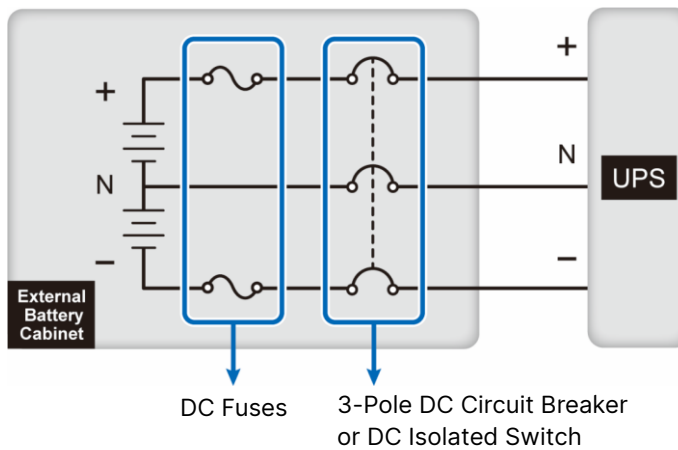 +
+
N
N
UPS
−
−
External
Battery
Cabinet
DC Fuses
3-Pole DC Circuit Breaker
or DC Isolated Switch